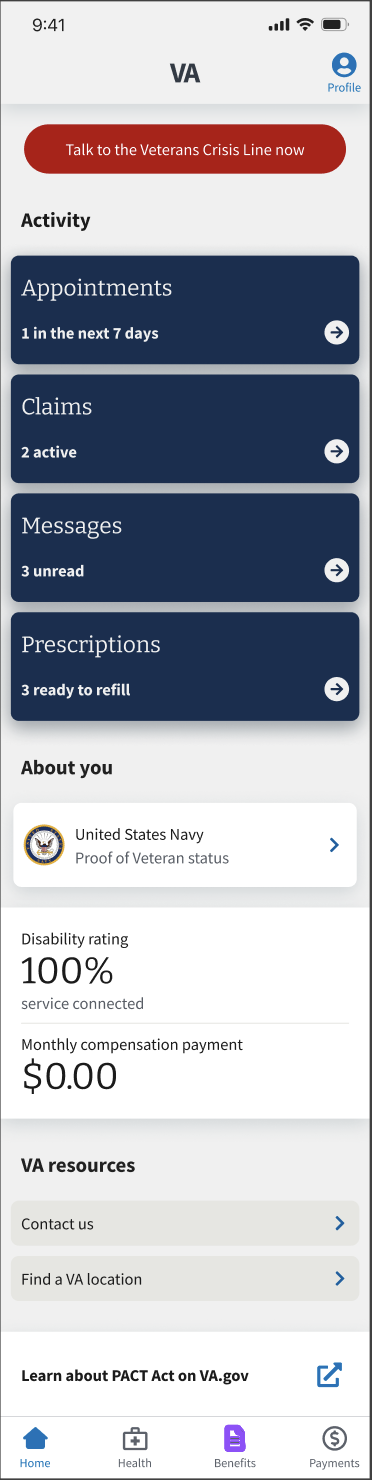 9:41
VA
Profile
Talk to the Veterans Crisis Line now
Activity
Appointments
1 in the next 7 days
Claims
2 active
Messages
3 unread
Prescriptions
3 ready to refill
About you
United States Navy
Proof of Veteran status
Disability rating
100%
service connected
Monthly compensation payment
$0.00
VA resources
Contact us
Find a VA location
Learn about PACT Act on VA.gov
Home
Health
Benefits
Payments